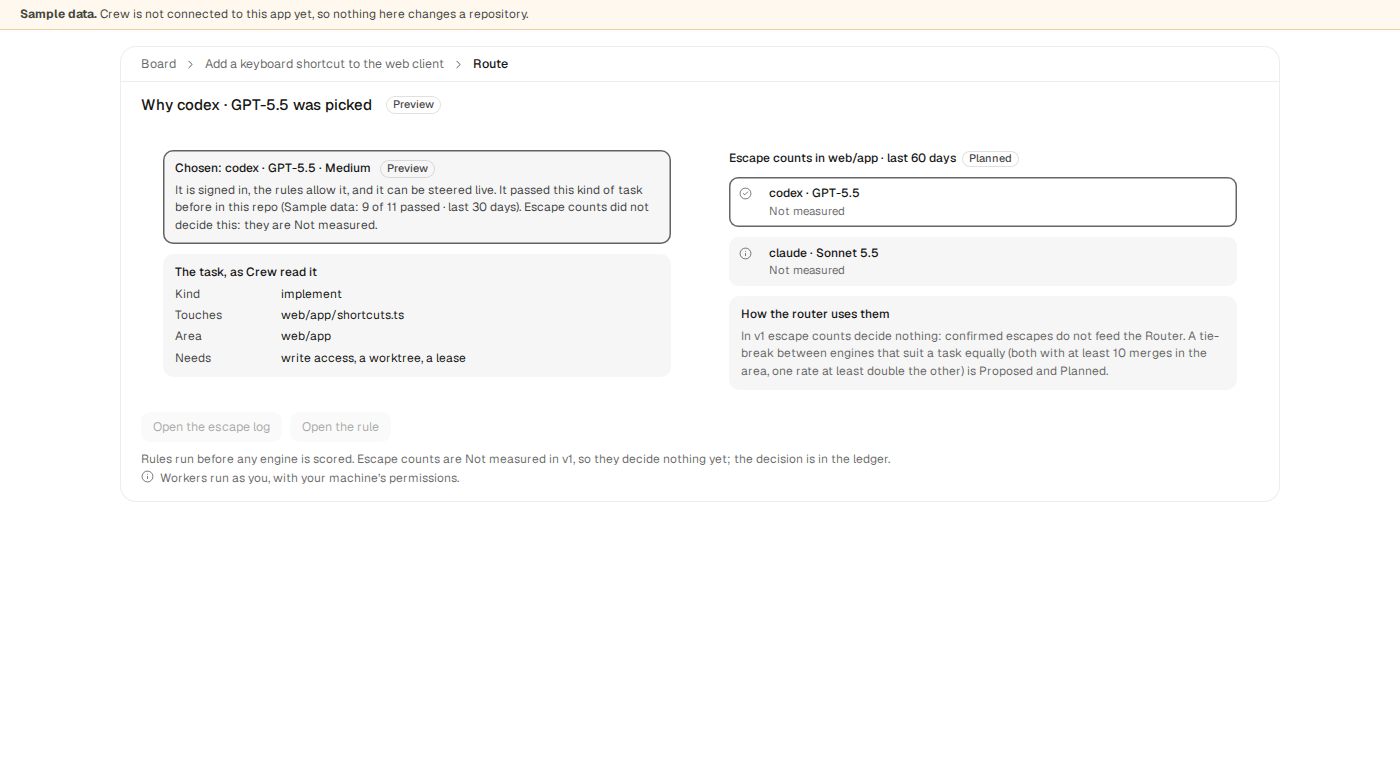 Sample data. Crew is not connected to this app yet, so nothing here changes a repository.
Board > Add a keyboard shortcut to the web client > Route
Why codex · GPT-5.5 was picked Preview
Chosen: codex · GPT-5.5 · Medium Preview
It is signed in, the rules allow it, and it can be steered live. It passed this kind of task
before in this repo (Sample data: 9 of 11 passed · last 30 days). Escape counts did not
decide this: they are Not measured.
The task, as Crew read it
Kind implement
Touches web/app/shortcuts.ts
Area web/app
Needs write access, a worktree, a lease
Escape counts in web/app · last 60 days Planned
codex · GPT-5.5
Not measured
claude · Sonnet 5.5
Not measured
How the router uses them
In v1 escape counts decide nothing: confirmed escapes do not feed the Router. A tie-
break between engines that suit a task equally (both with at least 10 merges in the
area, one rate at least double the other) is Proposed and Planned.
Open the escape log Open the rule
Rules run before any engine is scored. Escape counts are Not measured in v1, so they decide nothing yet; the decision is in the ledger.
Workers run as you, with your machine's permissions.